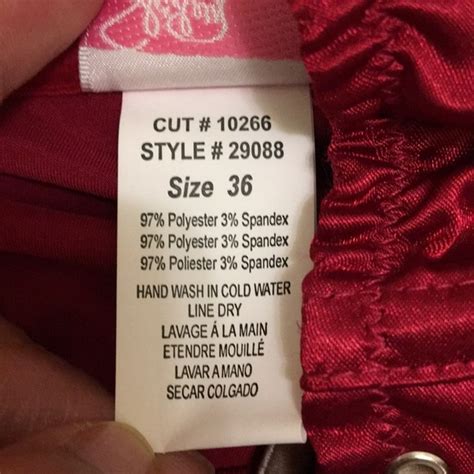 CUT # 10266
STYLE # 29088
Size 36
97% Polyester 3% Spandex
97% Polyester 3% Spandex
97% Poliester 3% Spandex
HAND WASH IN COLD WATER
LINE DRY
LAVAGE Á LA MAIN
ETENDRE MOUILLÉ
LAVAR A MANO
SECAR COLGADO